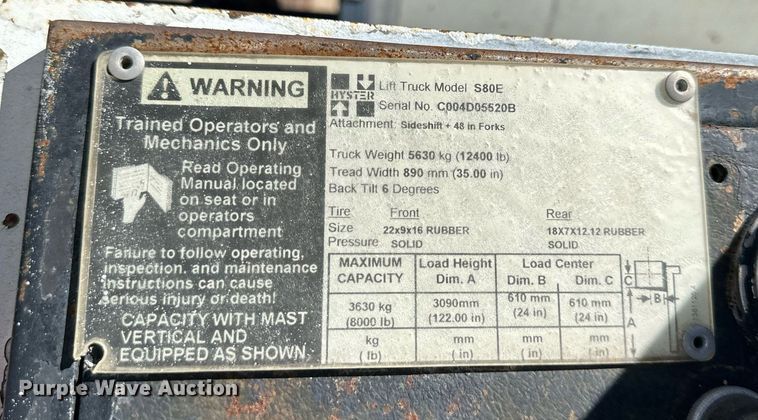 WARNING
Trained Operators and
Mechanics Only
Read Operating
Manual located
on seat or in
operators
compartment
Failure to follow operating,
inspection, and maintenance
instructions can cause
serious injury or death!
CAPACITY WITH MAST
VERTICAL AND
EQUIPPED AS SHOWN.
HYSTER
Lift Truck Model S80E
Serial No. C004D05520B
Attachment: Sideshift + 48 in Forks
Truck Weight 5630 kg (12400 lb)
Tread Width 890 mm (35.00 in)
Back Tilt 6 Degrees
Tire Front Rear
Size 22x9x16 RUBBER 18X7X12.12 RUBBER
Pressure SOLID SOLID
MAXIMUM CAPACITY Load Height Dim. A Load Center Dim. B Dim. C
3630 kg 3090mm 610 mm 610 mm
(8000 lb) (122.00 in) (24 in) (24 in)
kg mm mm mm
( lb) ( in) ( in) ( in)
C
B
A
Purple Wave Auction